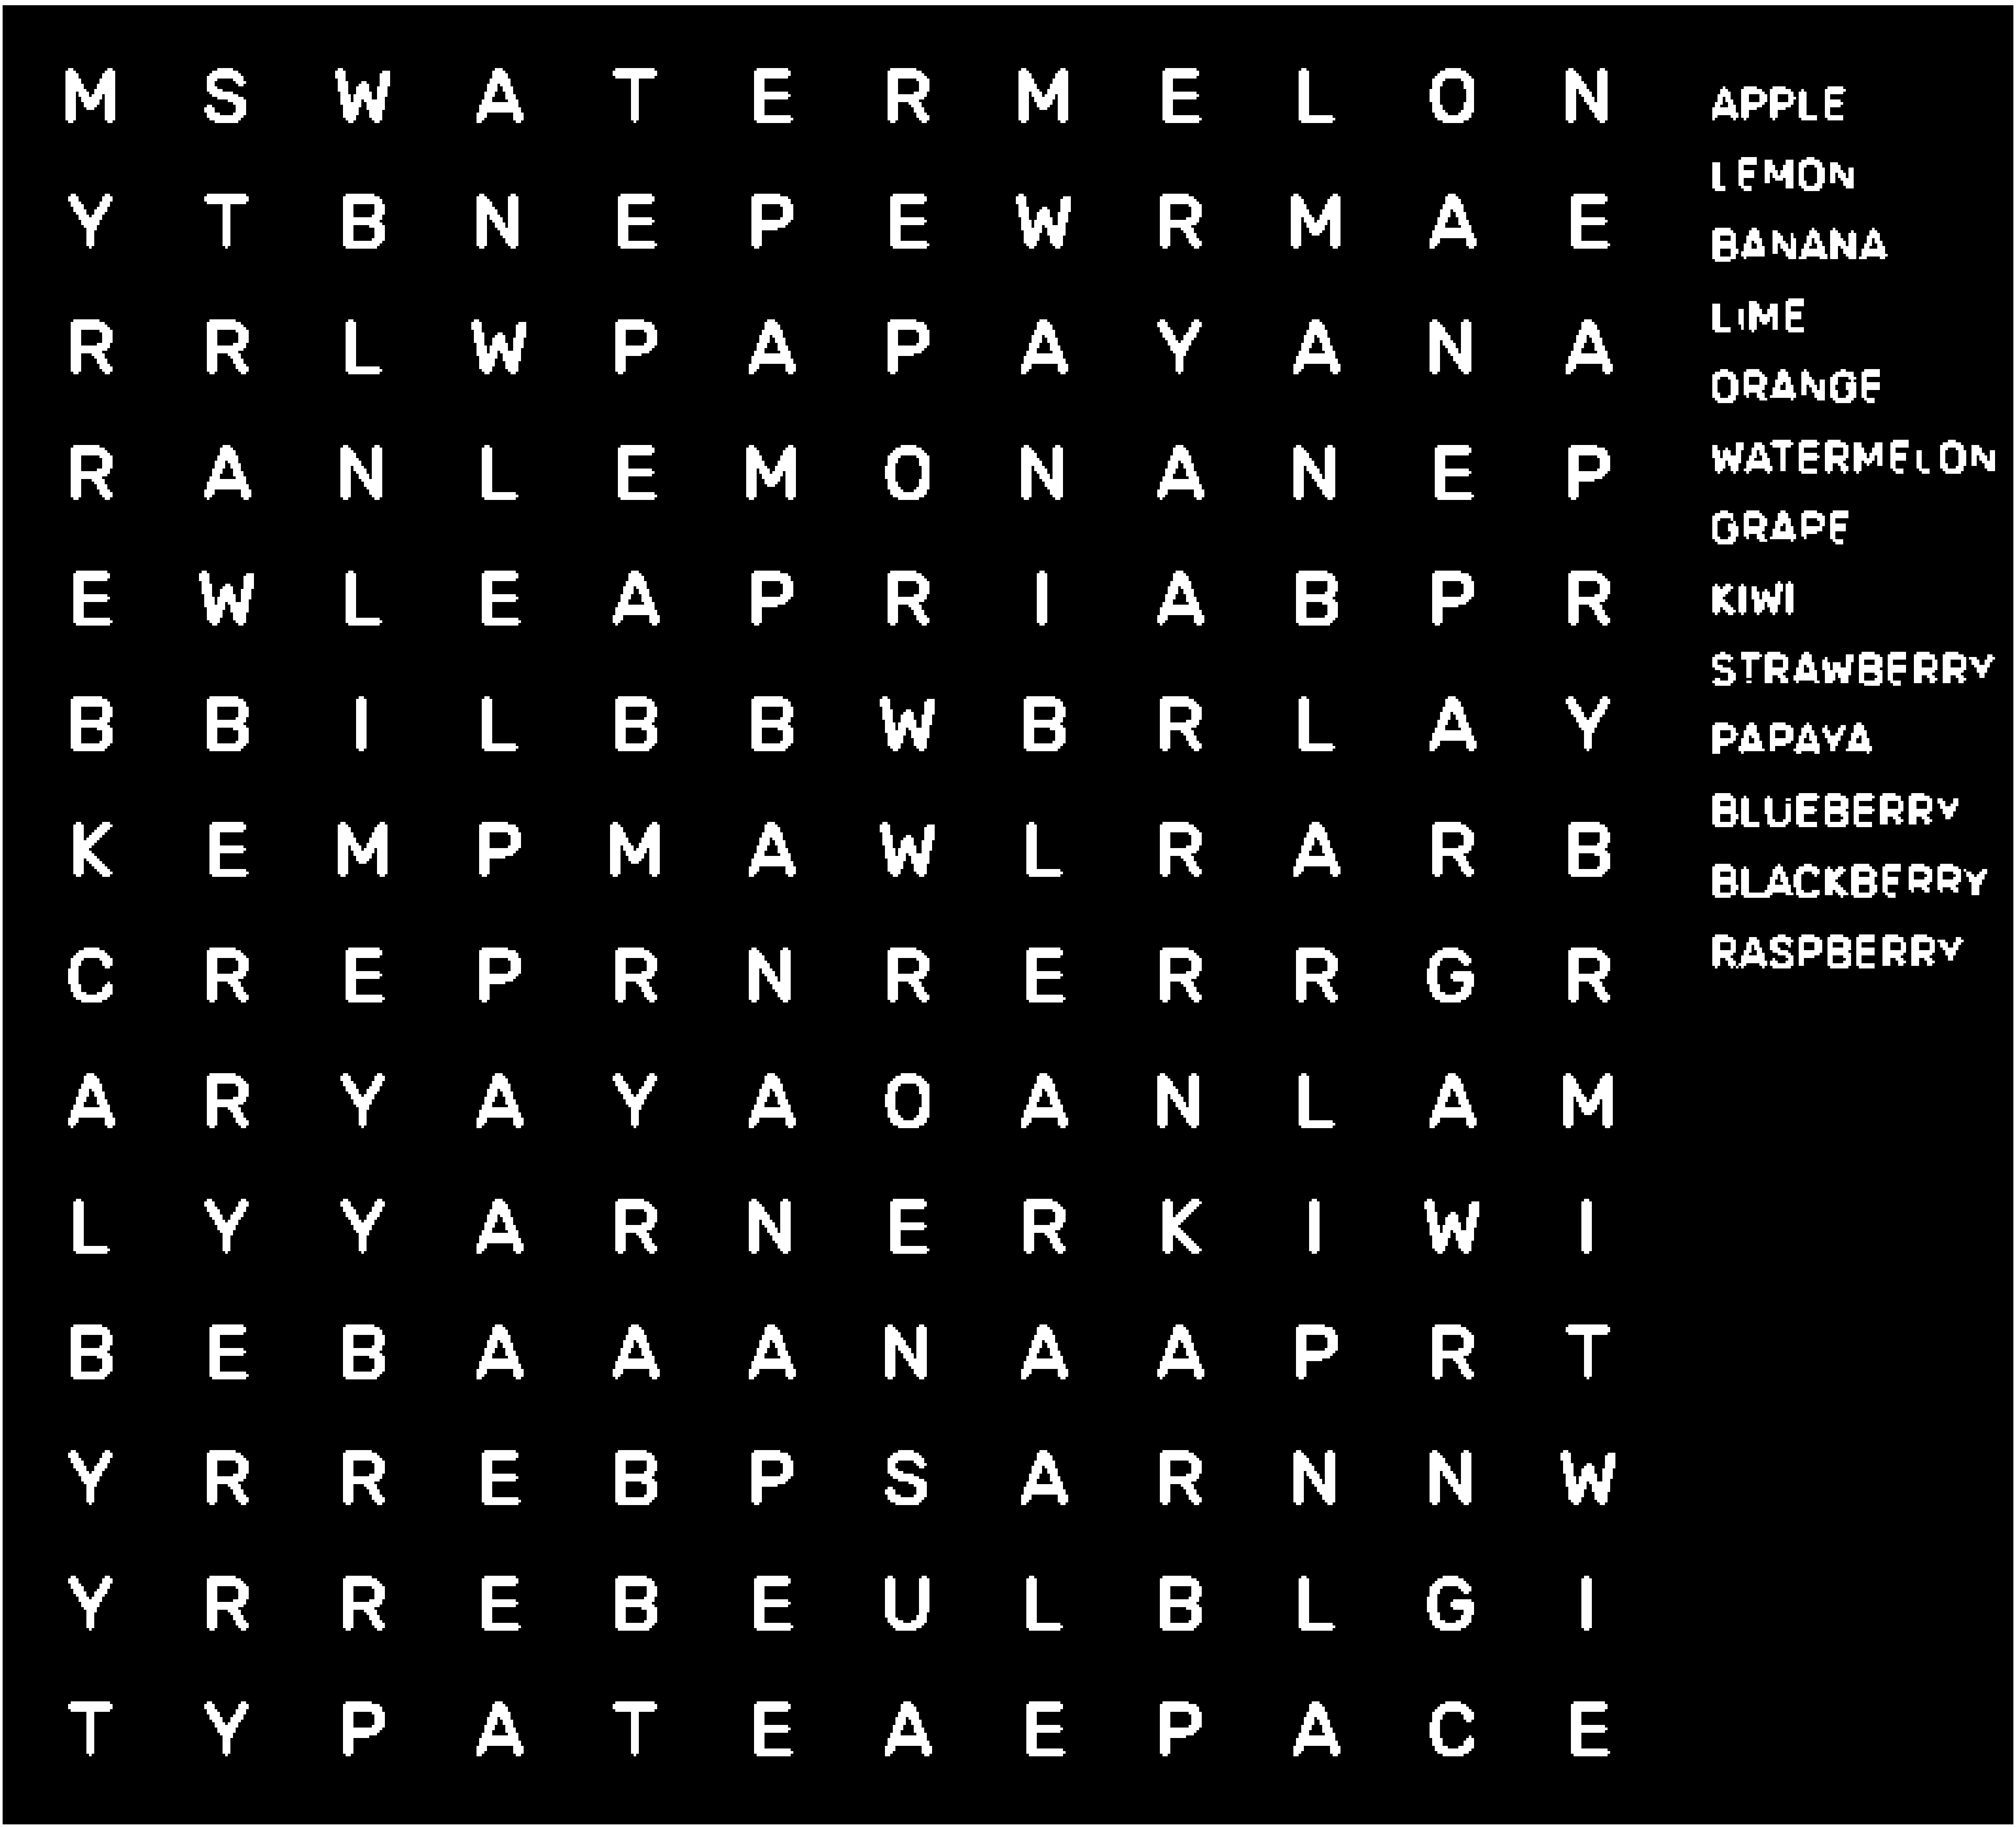 M S W A T E R M E L O N
Y T B N E P E W R M A E
R R L W P A P A Y A N A
R A N L E M O N A N E P
E W L E A P R I A B P R
B B I L B B W B R L A Y
K E M P M A W L R A R B
C R E P R N R E R R G R
A R Y A Y A O A N L A M
L Y Y A R N E R K I W I
B E B A A A N A A P R T
Y R R E B P S A R N N W
Y R R E B E U L B L G I
T Y P A T E A E P A C E
APPLE
LEMON
BANANA
LIME
ORANGE
WATERMELON
GRAPE
KIWI
STRAWBERRY
PAPAYA
BLUEBERRY
BLACKBERRY
RASPBERRY